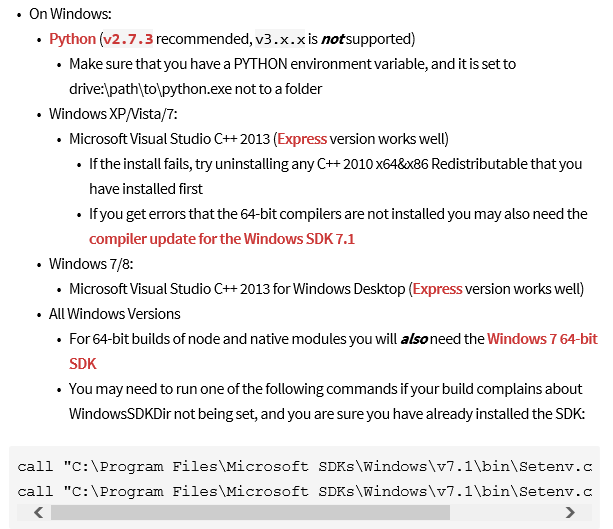 • On Windows:
• Python (v2.7.3 recommended, v3.x.x is not supported)
• Make sure that you have a PYTHON environment variable, and it is set to
drive:\path\to\python.exe not to a folder
• Windows XP/Vista/7:
• Microsoft Visual Studio C++ 2013 (Express version works well)
• If the install fails, try uninstalling any C++ 2010 x64&x86 Redistributable that you
have installed first
• If you get errors that the 64-bit compilers are not installed you may also need the
compiler update for the Windows SDK 7.1
• Windows 7/8:
• Microsoft Visual Studio C++ 2013 for Windows Desktop (Express version works well)
• All Windows Versions
• For 64-bit builds of node and native modules you will also need the Windows 7 64-bit
SDK
• You may need to run one of the following commands if your build complains about
WindowsSDKDir not being set, and you are sure you have already installed the SDK:
call "C:\Program Files\Microsoft SDKs\Windows\v7.1\bin\Setenv.c
call "C:\Program Files\Microsoft SDKs\Windows\v7.1\bin\Setenv.c